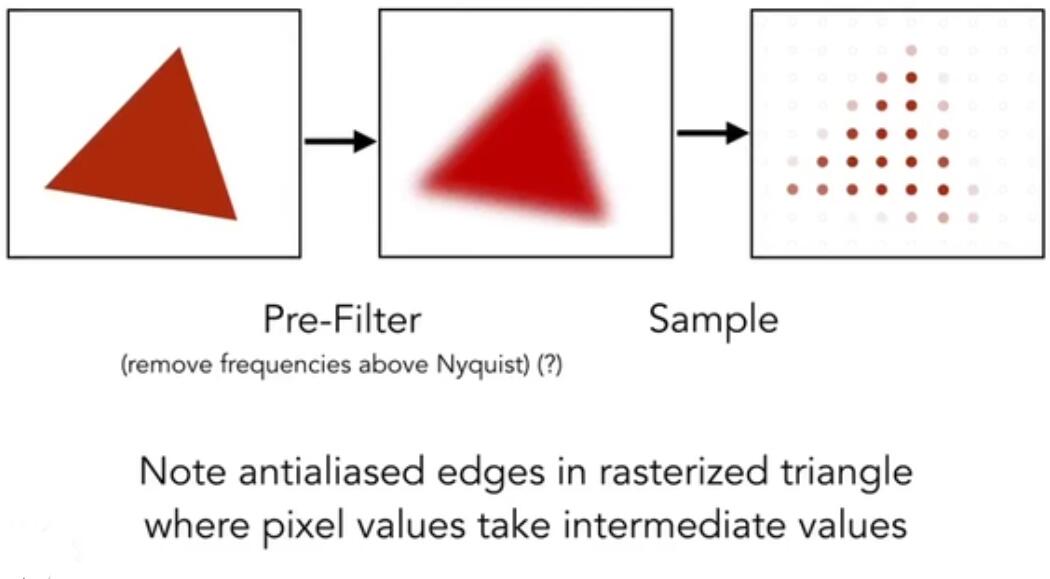 Pre-Filter
Sample
(remove frequencies above Nyquist) (?)
Note antialiased edges in rasterized triangle
where pixel values take intermediate values